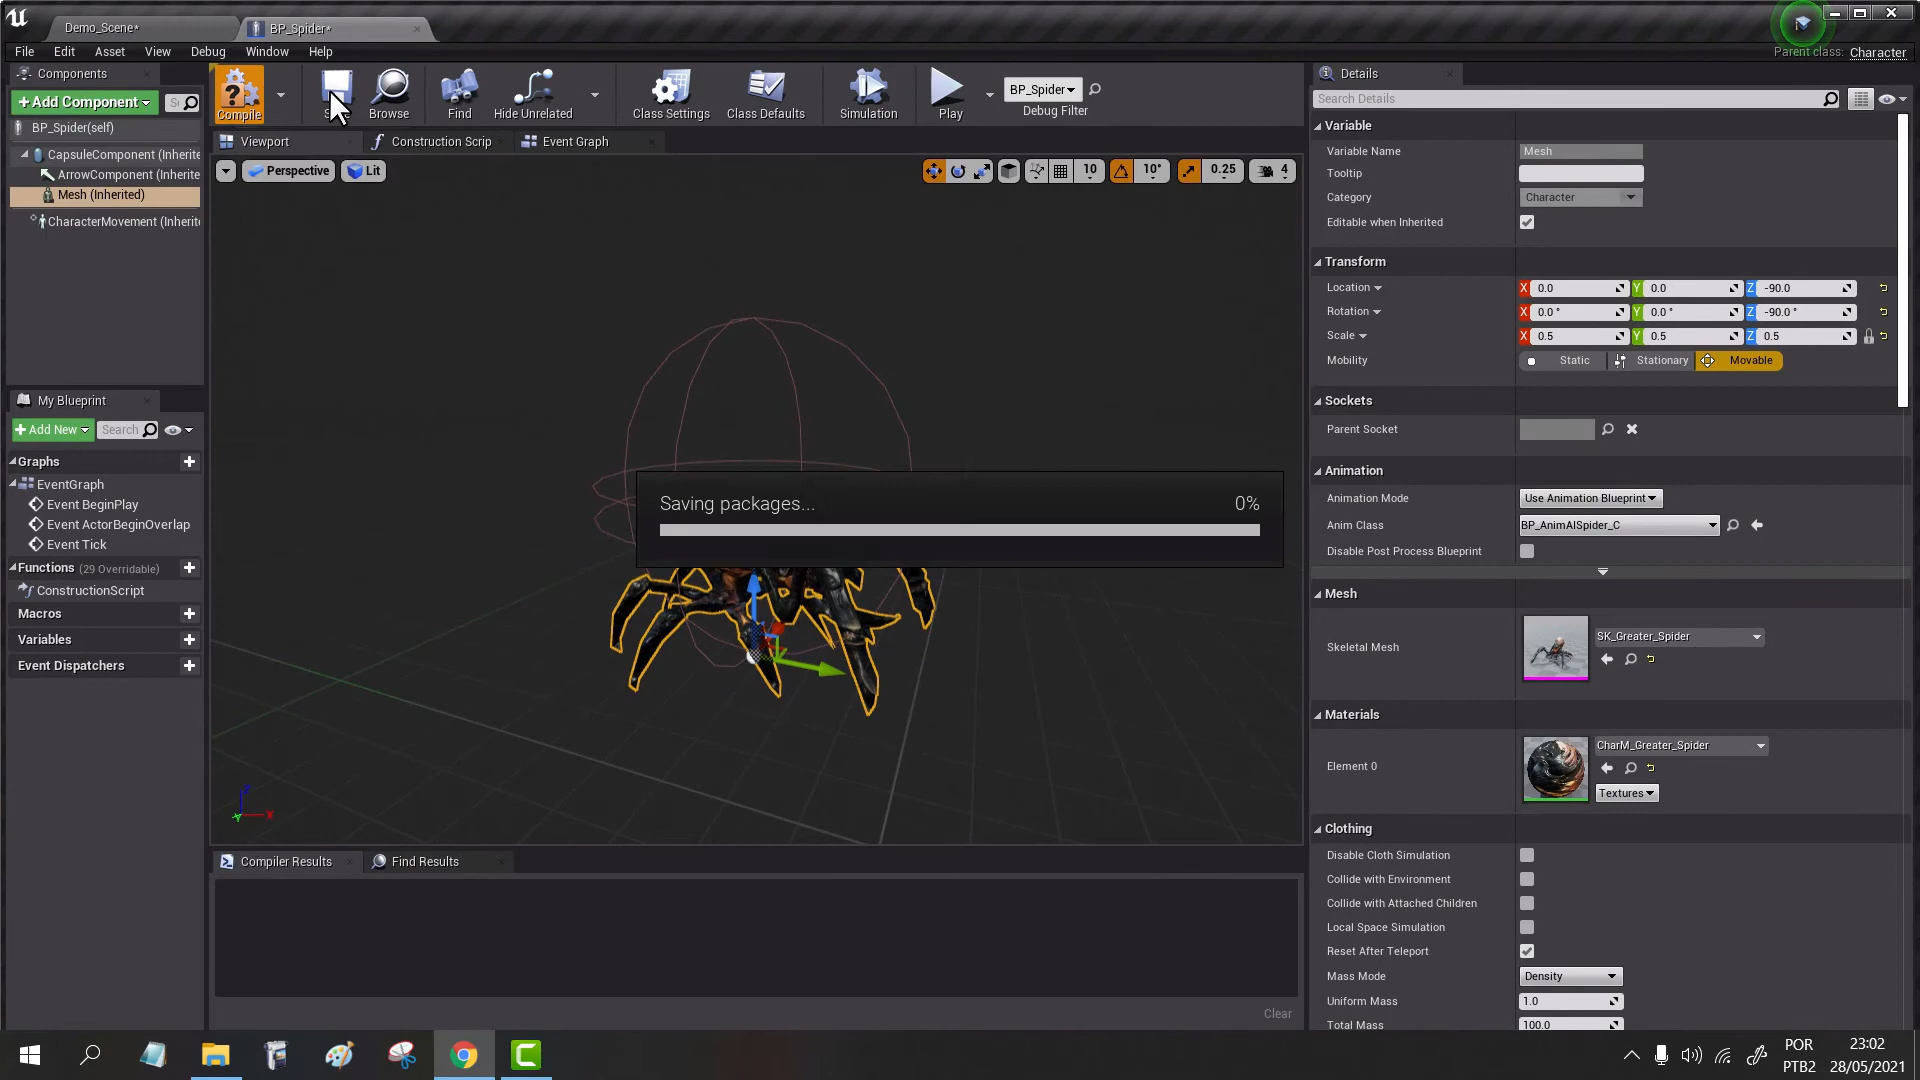 Demo_Scene*
BP_Spider*
File Edit Asset View Debug Window Help
Parent class: Character
Components
+Add Component
BP_Spider(self)
CapsuleComponent (Inherite
ArrowComponent (Inherite
Mesh (Inherited)
CharacterMovement (Inherit
Compile
Browse
Find
Hide Unrelated
Class Settings
Class Defaults
Simulation
Play
BP_Spider
Debug Filter
Viewport
Construction Scrip
Event Graph
Perspective
Lit
10
10°
0.25
4
Saving packages...
0%
My Blueprint
+Add New
Search
Graphs
EventGraph
Event BeginPlay
Event ActorBeginOverlap
Event Tick
Functions (29 Overridable)
ConstructionScript
Macros
Variables
Event Dispatchers
Compiler Results
Find Results
Clear
Details
Search Details
Variable
Variable Name Mesh
Tooltip
Category Character
Editable when Inherited
Transform
Location X 0.0 Y 0.0 Z -90.0
Rotation X 0.0 ° Y 0.0 ° Z -90.0 °
Scale X 0.5 Y 0.5 Z 0.5
Mobility Static Stationary Movable
Sockets
Parent Socket
Animation
Animation Mode Use Animation Blueprint
Anim Class BP_AnimAISpider_C
Disable Post Process Blueprint
Mesh
Skeletal Mesh SK_Greater_Spider
Materials
Element 0 CharM_Greater_Spider
Textures
Clothing
Disable Cloth Simulation
Collide with Environment
Collide with Attached Children
Local Space Simulation
Reset After Teleport
Mass Mode Density
Uniform Mass 1.0
Total Mass 100.0
POR
PTB2
23:02
28/05/2021